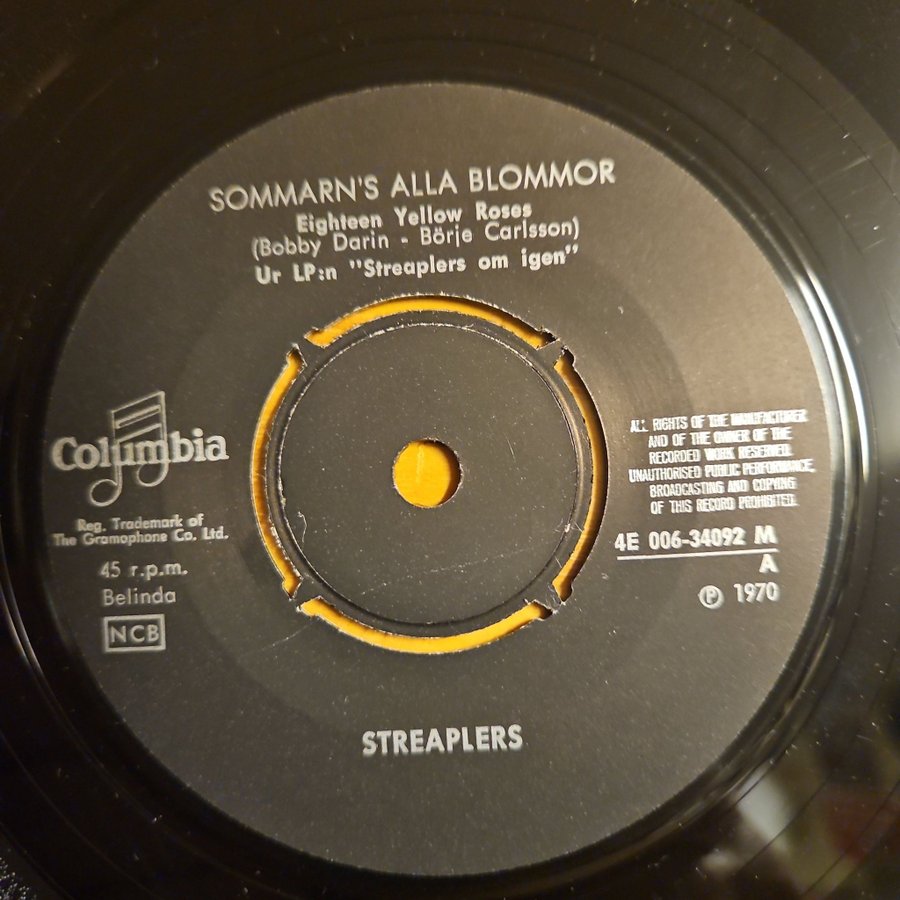 SOMMARN'S ALLA BLOMMOR
Eighteen Yellow Roses
(Bobby Darin - Börje Carlsson)
Ur LP:n "Streaplers om igen"
Columbia
Reg. Trademark of
The Gramophone Co. Ltd.
45 r.p.m.
Belinda
NCB
ALL RIGHTS OF THE MANUFACTURER
AND OF THE OWNER OF THE
RECORDED WORK RESERVED.
UNAUTHORISED PUBLIC PERFORMANCE,
BROADCASTING AND COPYING
OF THIS RECORD PROHIBITED.
4E 006-34092 M
A
℗ 1970
STREAPLERS